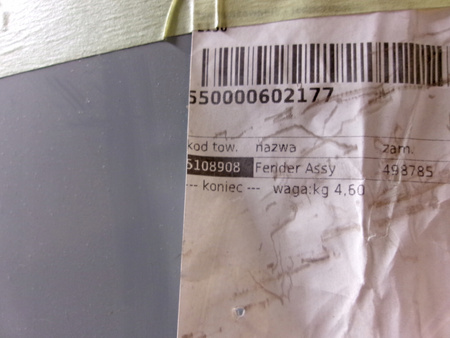 550000602177
kod tow. nazwa zam.
5108908 Fender Assy 498785
--- koniec --- waga:kg 4,60